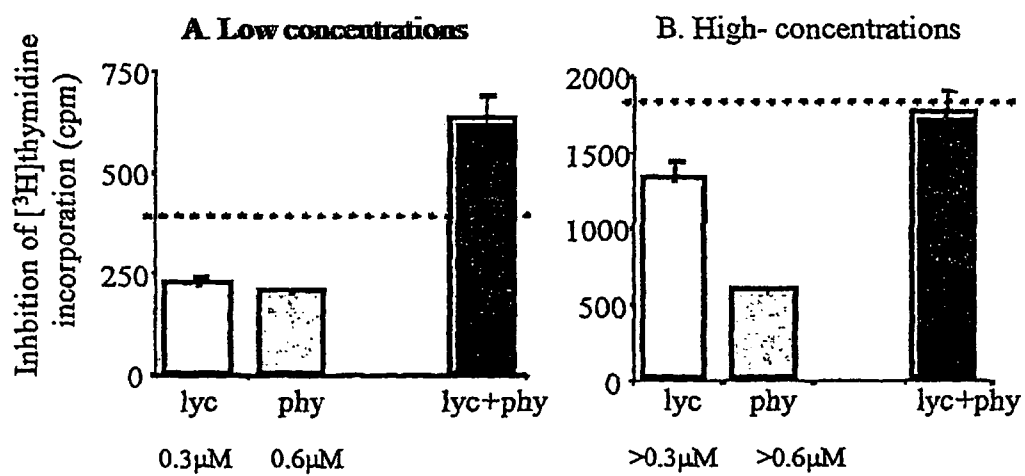 A. Low concentrations
B. High- concentrations
Inhbition of [³H]thymidine
incorporation (cpm)
750
500
250
0
lyc
phy
lyc+phy
0.3μM
0.6μM
2000
1500
1000
500
0
lyc
phy
lyc+phy
>0.3μM
>0.6μM